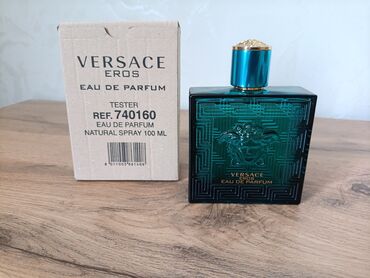 VERSACE
EROS
EAU DE PARFUM
TESTER
REF. 740160
EAU DE PARFUM
NATURAL SPRAY 100 ML
VERSACE
EROS
EAU DE PARFUM